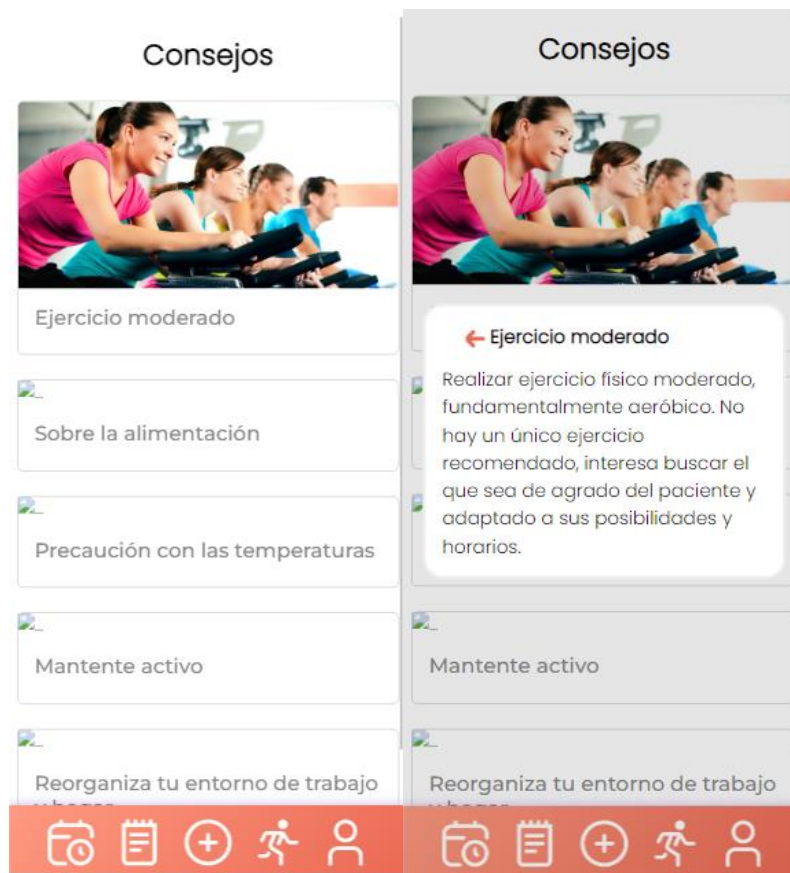 Consejos
Ejercicio moderado
Sobre la alimentación
Precaución con las temperaturas
Mantente activo
Reorganiza tu entorno de trabajo
y hogar
Consejos
Ejercicio moderado
Realizar ejercicio físico moderado,
fundamentalmente aeróbico. No
hay un único ejercicio
recomendado, interesa buscar el
que sea de agrado del paciente y
adaptado a sus posibilidades y
horarios.
Mantente activo
Reorganiza tu entorno de trabajo